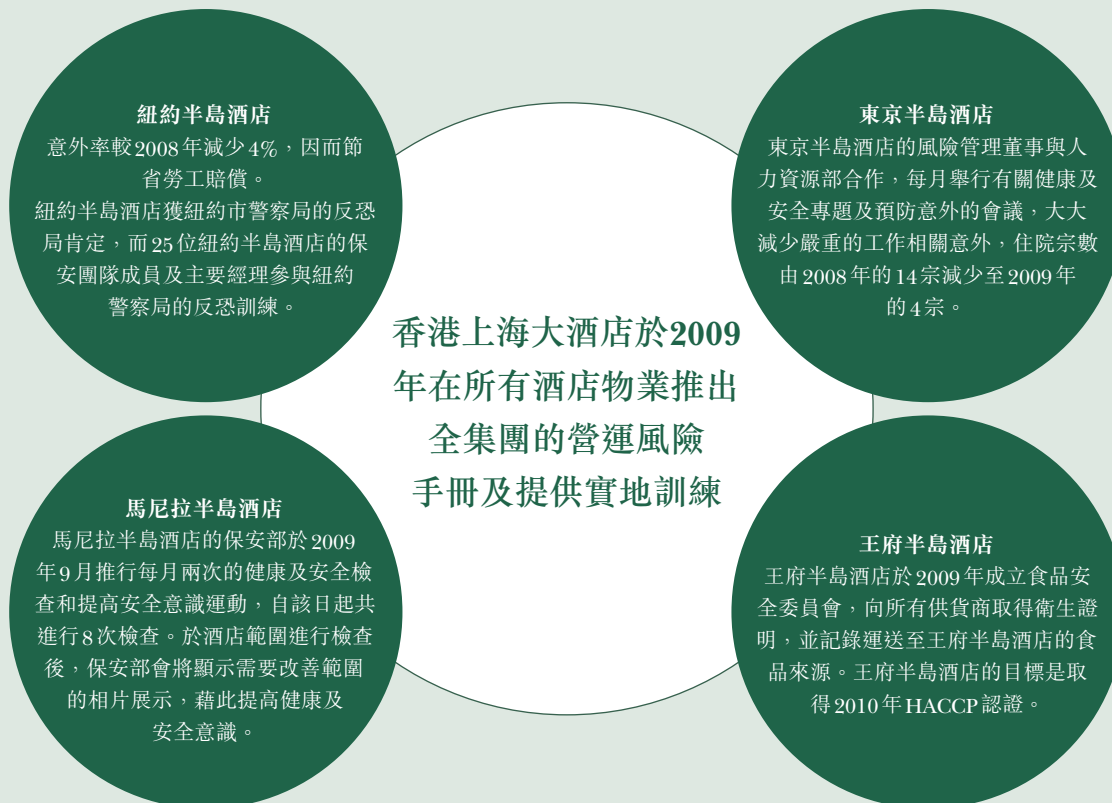 紐約半島酒店
意外率較2008年減少4%，因而節
省勞工賠償。
紐約半島酒店獲紐約市警察局的反恐
局肯定，而25位紐約半島酒店的保
安團隊成員及主要經理參與紐約
警察局的反恐訓練。
東京半島酒店
東京半島酒店的風險管理董事與人
力資源部合作，每月舉行有關健康及
安全專題及預防意外的會議，大大
減少嚴重的工作相關意外，住院宗數
由2008年的14宗減少至2009年
的4宗。
香港上海大酒店於2009
年在所有酒店物業推出
全集團的營運風險
手冊及提供實地訓練
馬尼拉半島酒店
馬尼拉半島酒店的保安部於2009
年9月推行每月兩次的健康及安全檢
查和提高安全意識運動，自該日起共
進行8次檢查。於酒店範圍進行檢查
後，保安部會將顯示需要改善範圍
的相片展示，藉此提高健康及
安全意識。
王府半島酒店
王府半島酒店於2009年成立食品安
全委員會，向所有供貨商取得衛生證
明，並記錄運送至王府半島酒店的食
品來源。王府半島酒店的目標是取
得2010年HACCP認證。